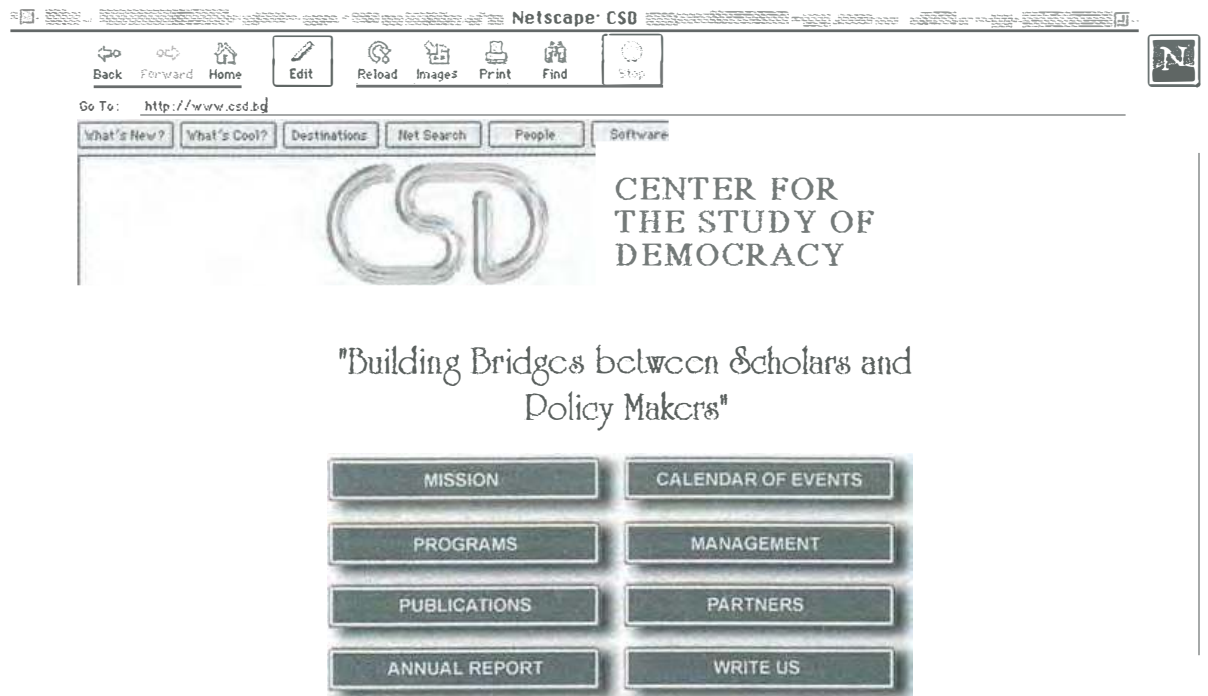 Netscape: CSD
Back Forward Home Edit Reload Images Print Find Stop
N
Go To: http://www.csd.bg
What's New? What's Cool? Destinations Net Search People Software
CSD
CENTER FOR
THE STUDY OF
DEMOCRACY
"Building Bridges between Scholars and
Policy Makers"
MISSION CALENDAR OF EVENTS
PROGRAMS MANAGEMENT
PUBLICATIONS PARTNERS
ANNUAL REPORT WRITE US